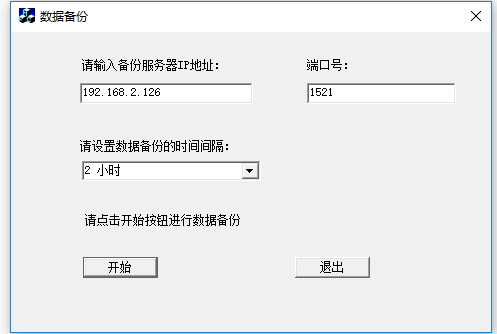 数据备份
请输入备份服务器IP地址: 端口号:
192.168.2.126 1521
请设置数据备份的时间间隔:
2 小时
请点击开始按钮进行数据备份
开始 退出